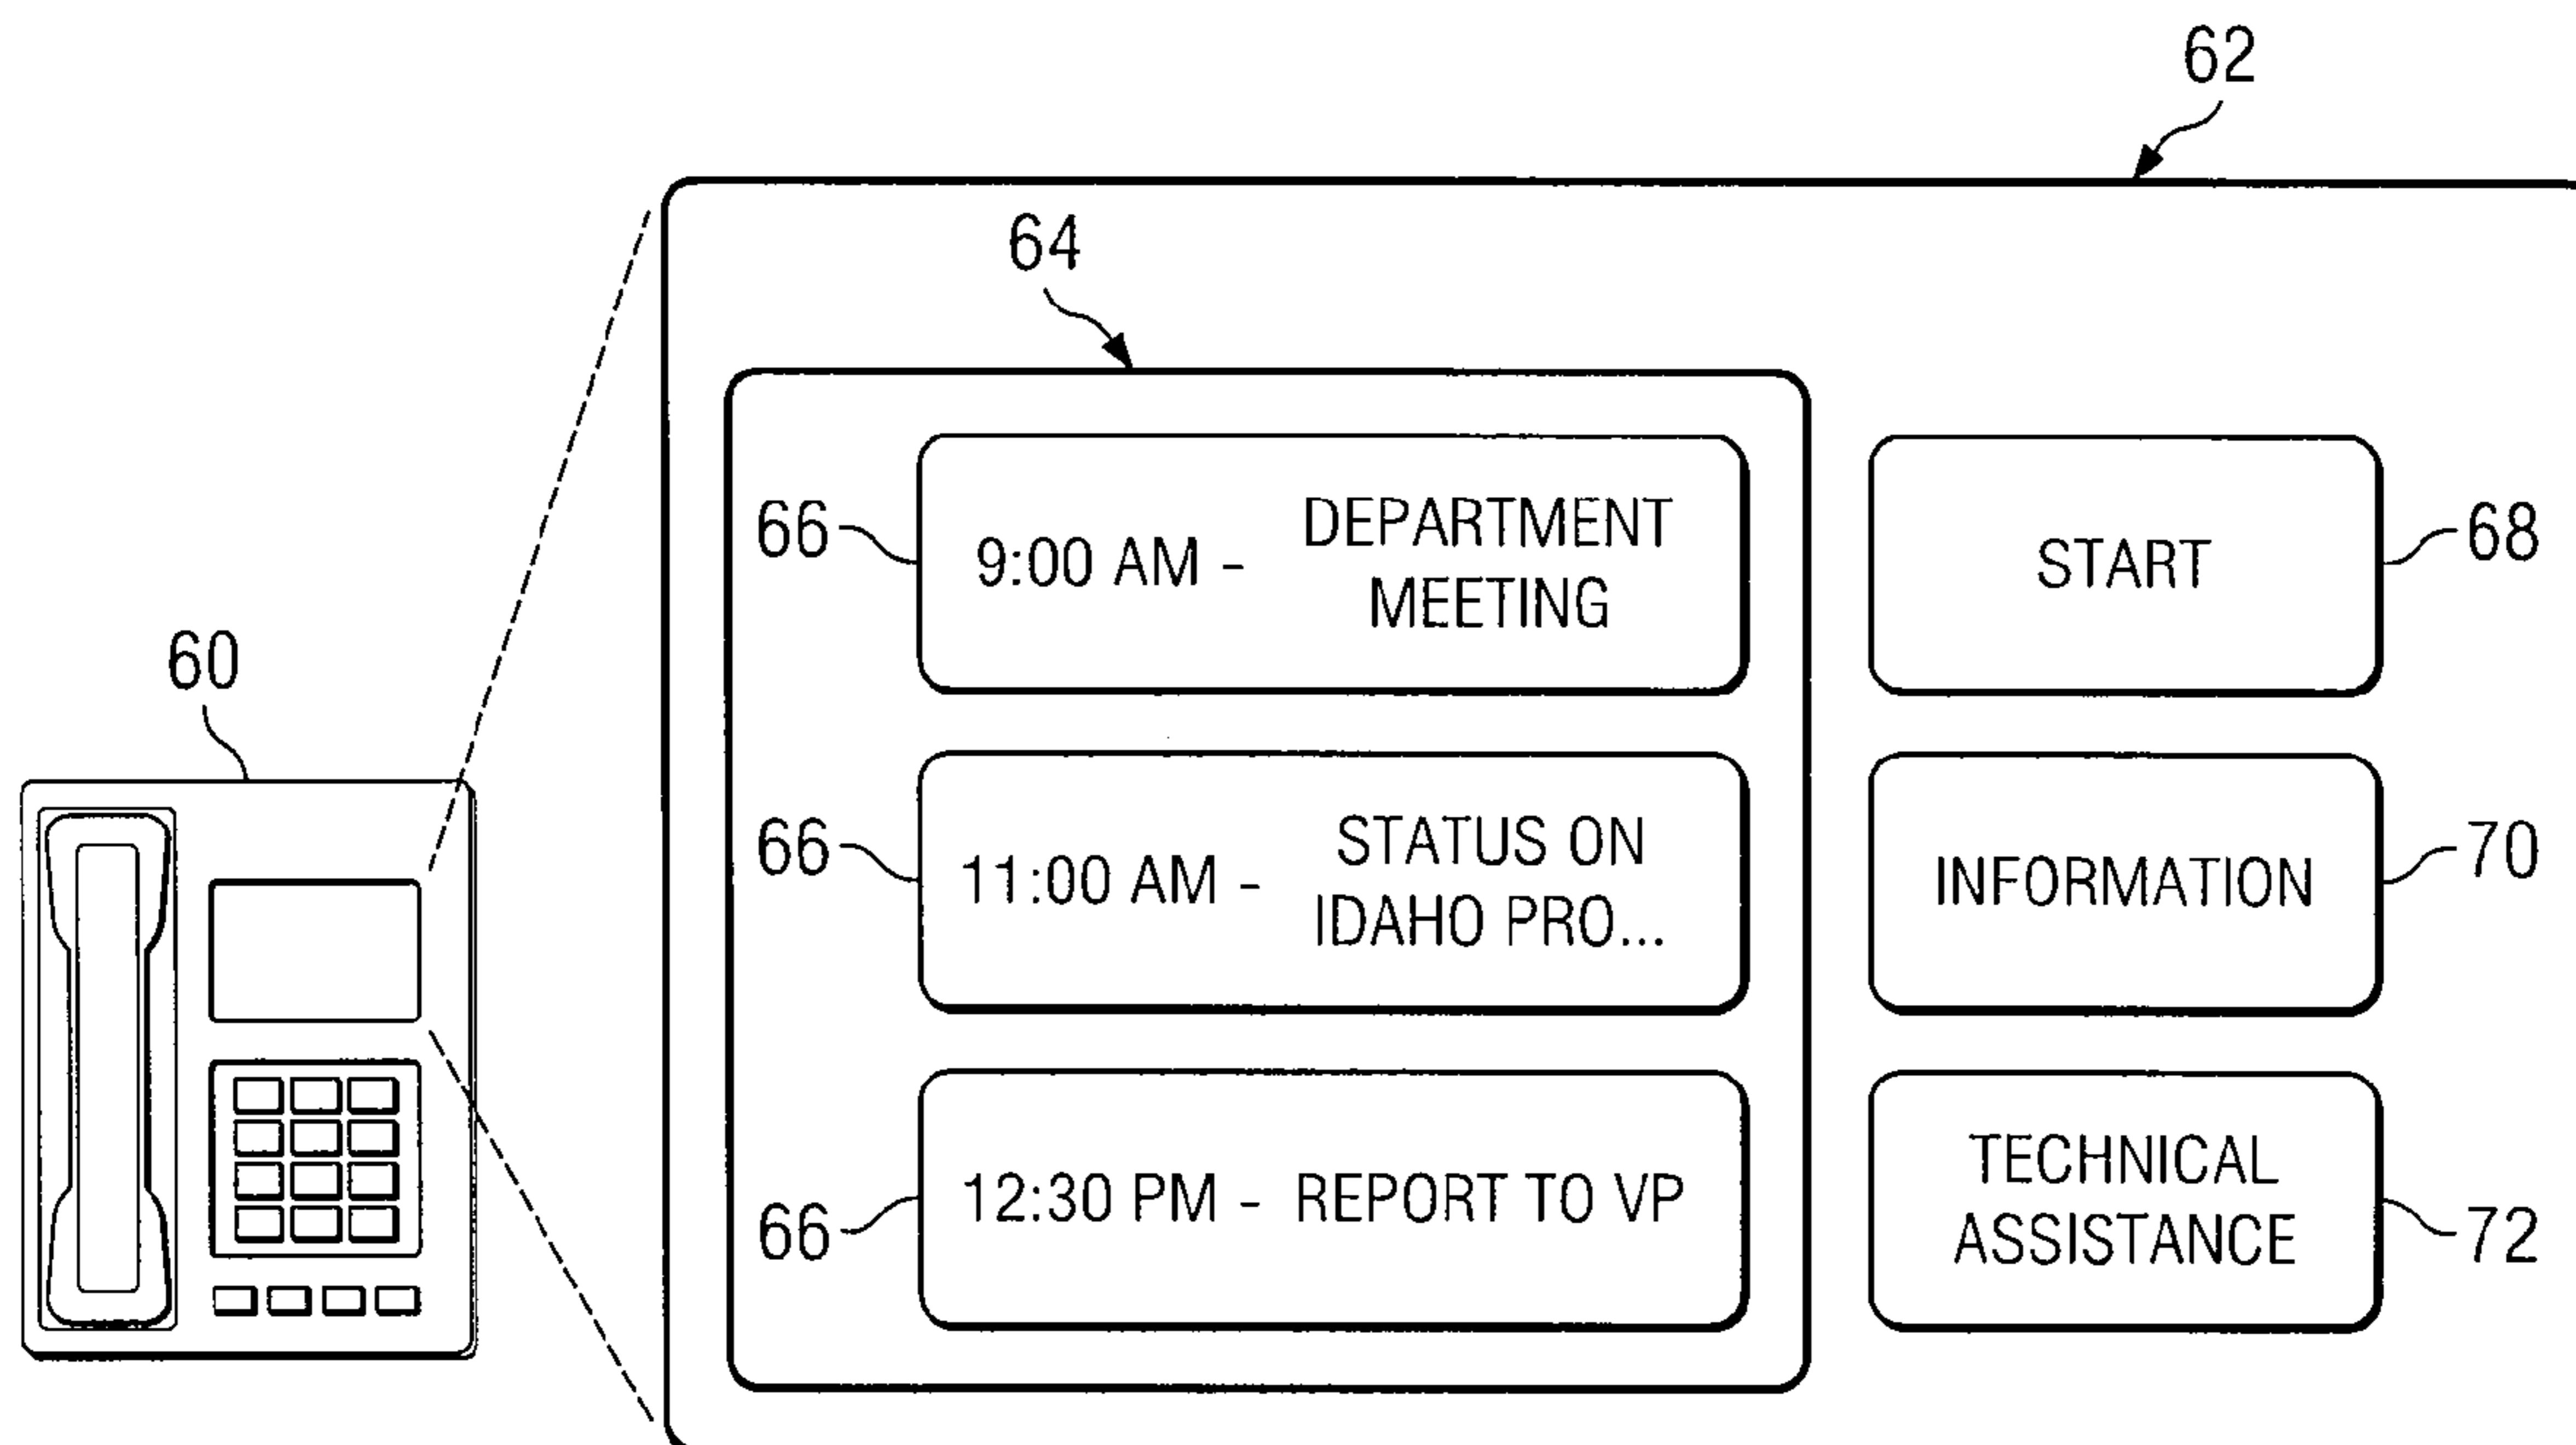 62
64
66
9:00 AM -
DEPARTMENT
MEETING
START
68
60
66
11:00 AM -
STATUS ON
IDAHO PRO...
INFORMATION
70
66
12:30 PM - REPORT TO VP
TECHNICAL
ASSISTANCE
72